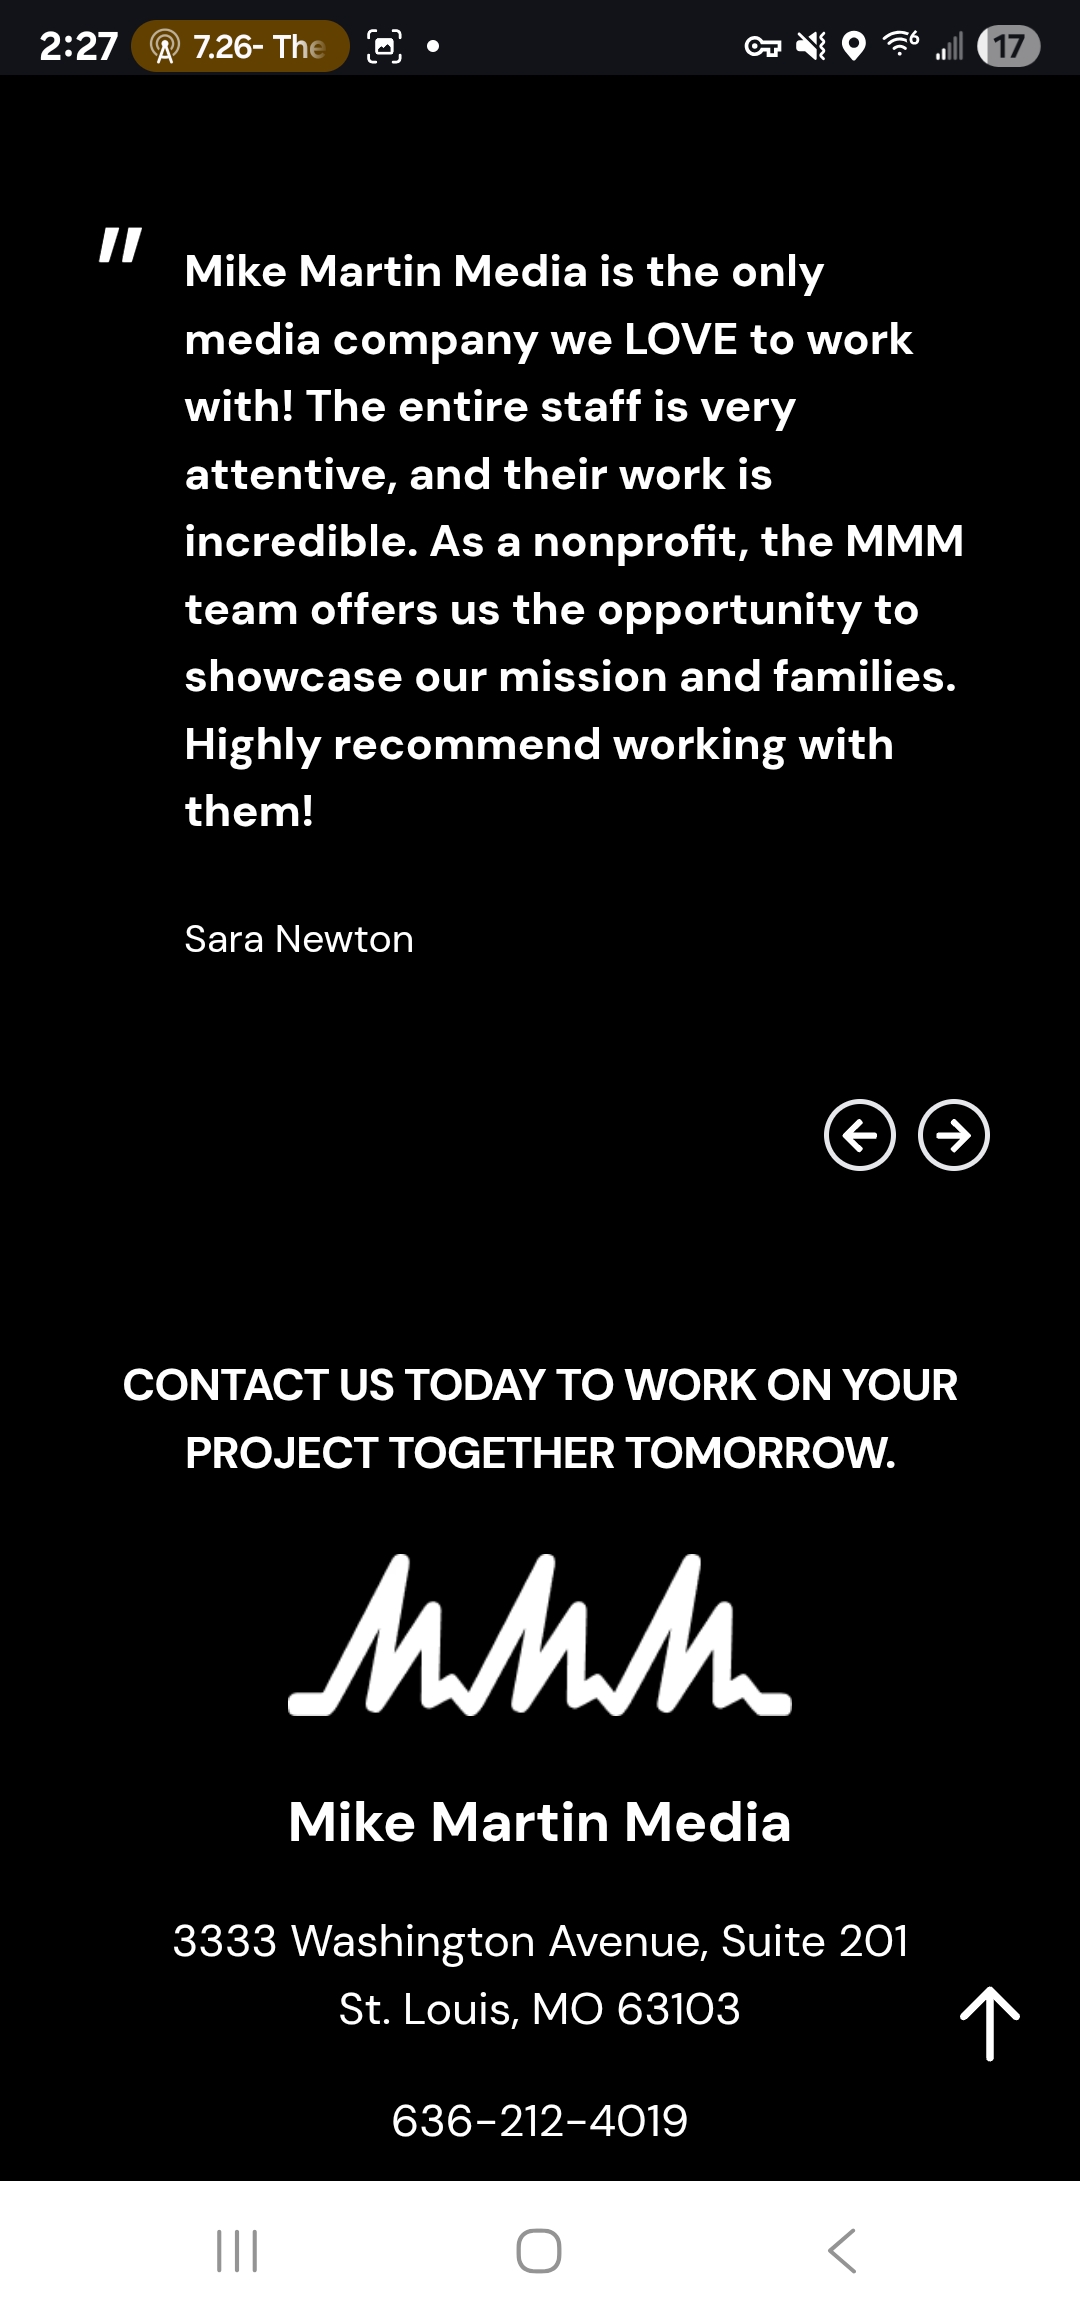 2:27 7.26- The 6 17
"
Mike Martin Media is the only
media company we LOVE to work
with! The entire staff is very
attentive, and their work is
incredible. As a nonprofit, the MMM
team offers us the opportunity to
showcase our mission and families.
Highly recommend working with
them!
Sara Newton
CONTACT US TODAY TO WORK ON YOUR
PROJECT TOGETHER TOMORROW.
MMM
Mike Martin Media
3333 Washington Avenue, Suite 201
St. Louis, MO 63103
636-212-4019